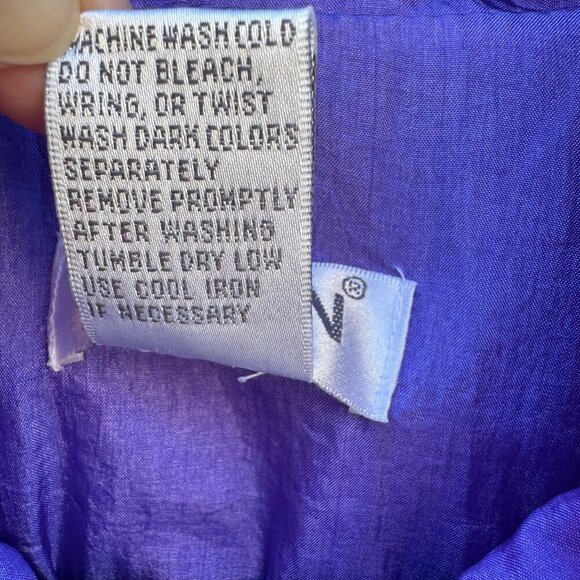 MACHINE WASH COLD
DO NOT BLEACH,
WRING, OR TWIST
WASH DARK COLORS
SEPARATELY
REMOVE PROMPTLY
AFTER WASHING
TUMBLE DRY LOW
USE COOL IRON
IF NECESSARY
®